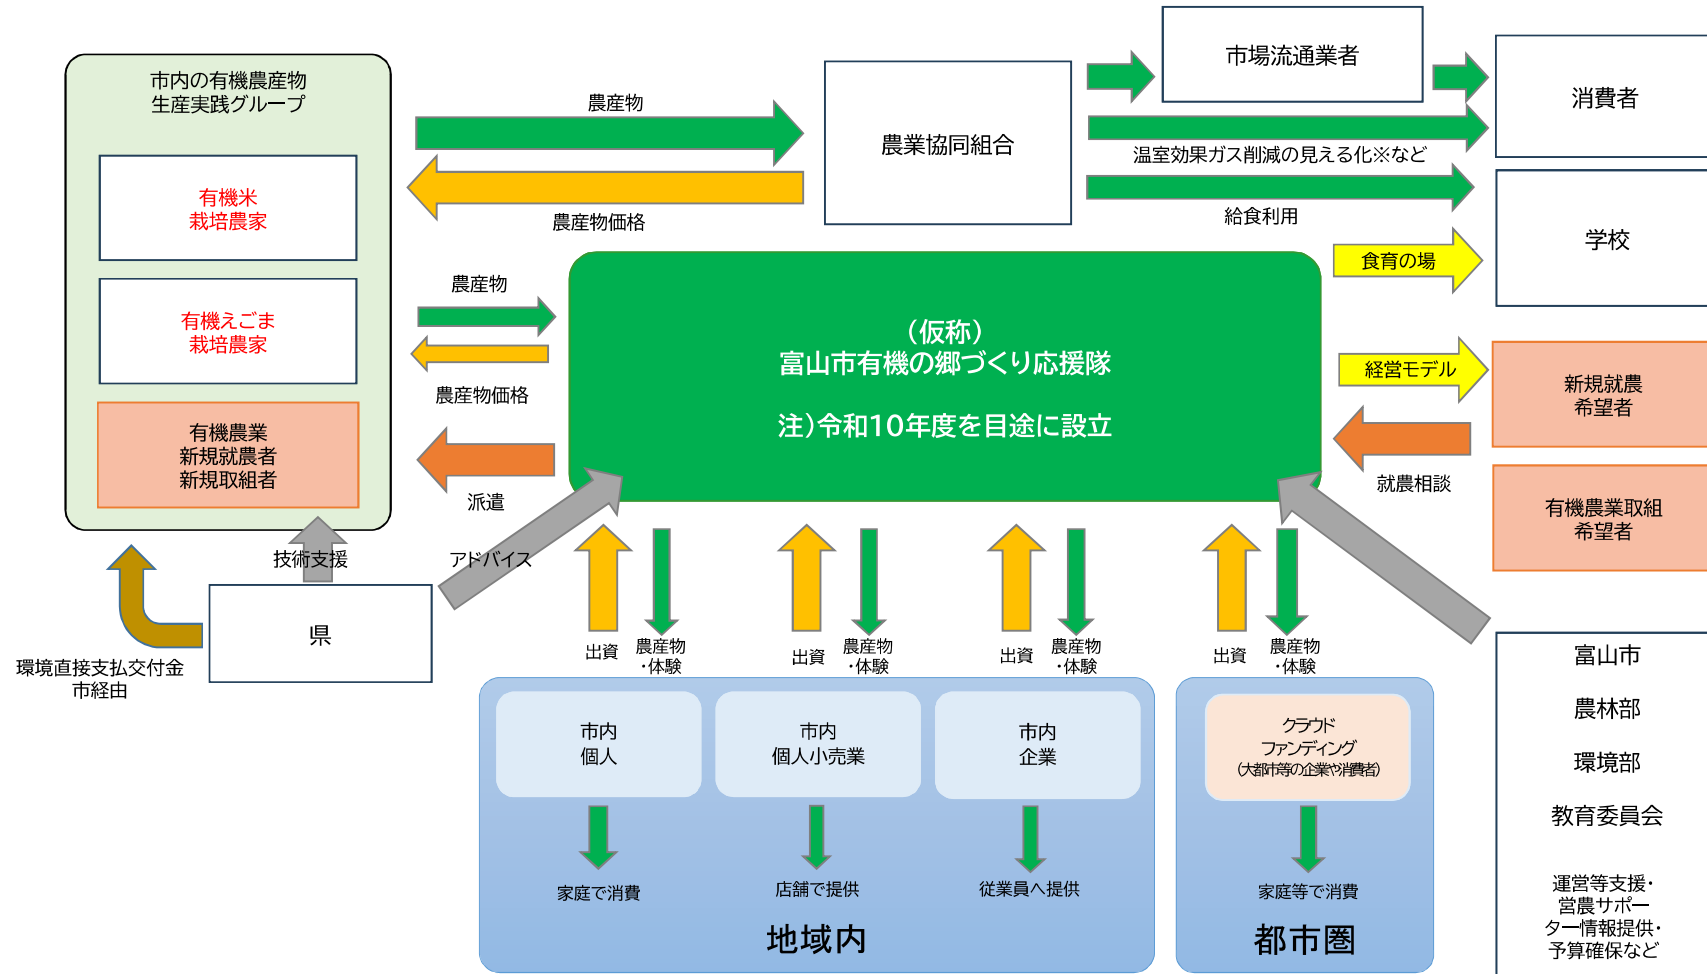 市内の有機農産物
生産実践グループ
有機米
栽培農家
有機えごま
栽培農家
有機農業
新規就農者
新規取組者
農産物
農産物価格
農業協同組合
市場流通業者
消費者
温室効果ガス削減の見える化※など
給食利用
学校
食育の場
農産物
農産物価格
派遣
（仮称）
富山市有機の郷づくり応援隊
注）令和10年度を目途に設立
経営モデル
新規就農
希望者
就農相談
有機農業取組
希望者
技術支援
アドバイス
県
環境直接支払交付金
市経由
出資
農産物
・体験
出資
農産物
・体験
出資
農産物
・体験
出資
農産物
・体験
市内
個人
市内
個人小売業
市内
企業
クラウド
ファンディング
（大都市等の企業や消費者）
家庭で消費
店舗で提供
従業員へ提供
家庭等で消費
地域内
都市圏
富山市
農林部
環境部
教育委員会
運営等支援・
営農サポー
ター情報提供・
予算確保など